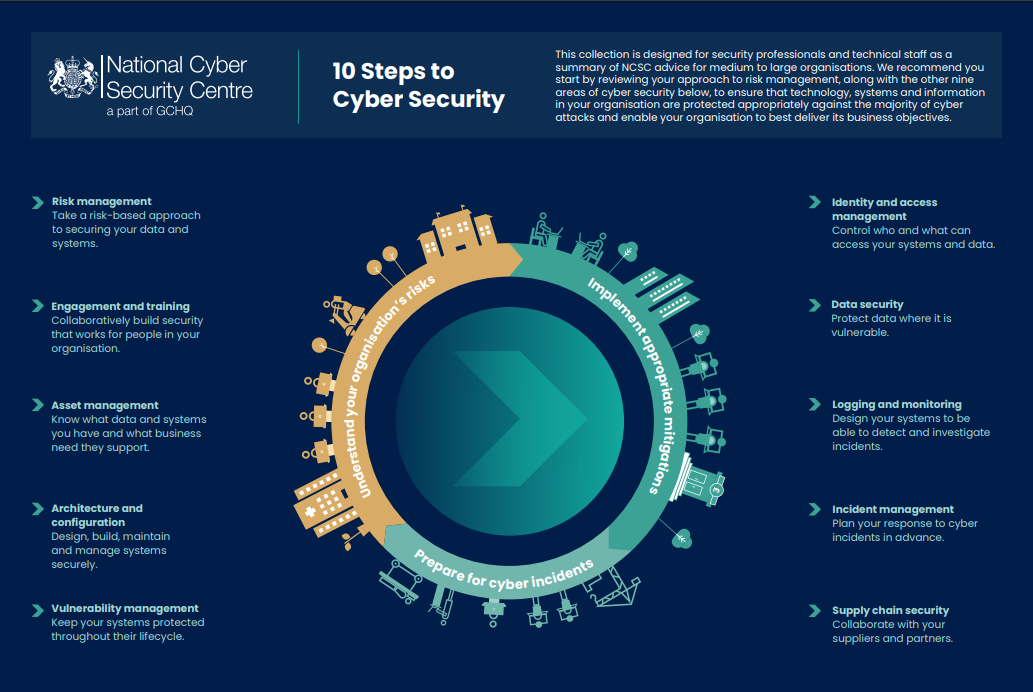 National Cyber
Security Centre
a part of GCHQ
10 Steps to
Cyber Security
This collection is designed for security professionals and technical staff as a
summary of NCSC advice for medium to large organisations. We recommend you
start by reviewing your approach to risk management, along with the other nine
areas of cyber security below, to ensure that technology, systems and information
in your organisation are protected appropriately against the majority of cyber
attacks and enable your organisation to best deliver its business objectives.
Risk management
Take a risk-based approach
to securing your data and
systems.
Engagement and training
Collaboratively build security
that works for people in your
organisation.
Asset management
Know what data and systems
you have and what business
need they support.
Architecture and
configuration
Design, build, maintain
and manage systems
securely.
Vulnerability management
Keep your systems protected
throughout their lifecycle.
Understand your organisation's risks
Implement appropriate mitigations
Prepare for cyber incidents
Identity and access
management
Control who and what can
access your systems and data.
Data security
Protect data where it is
vulnerable.
Logging and monitoring
Design your systems to be
able to detect and investigate
incidents.
Incident management
Plan your response to cyber
incidents in advance.
Supply chain security
Collaborate with your
suppliers and partners.